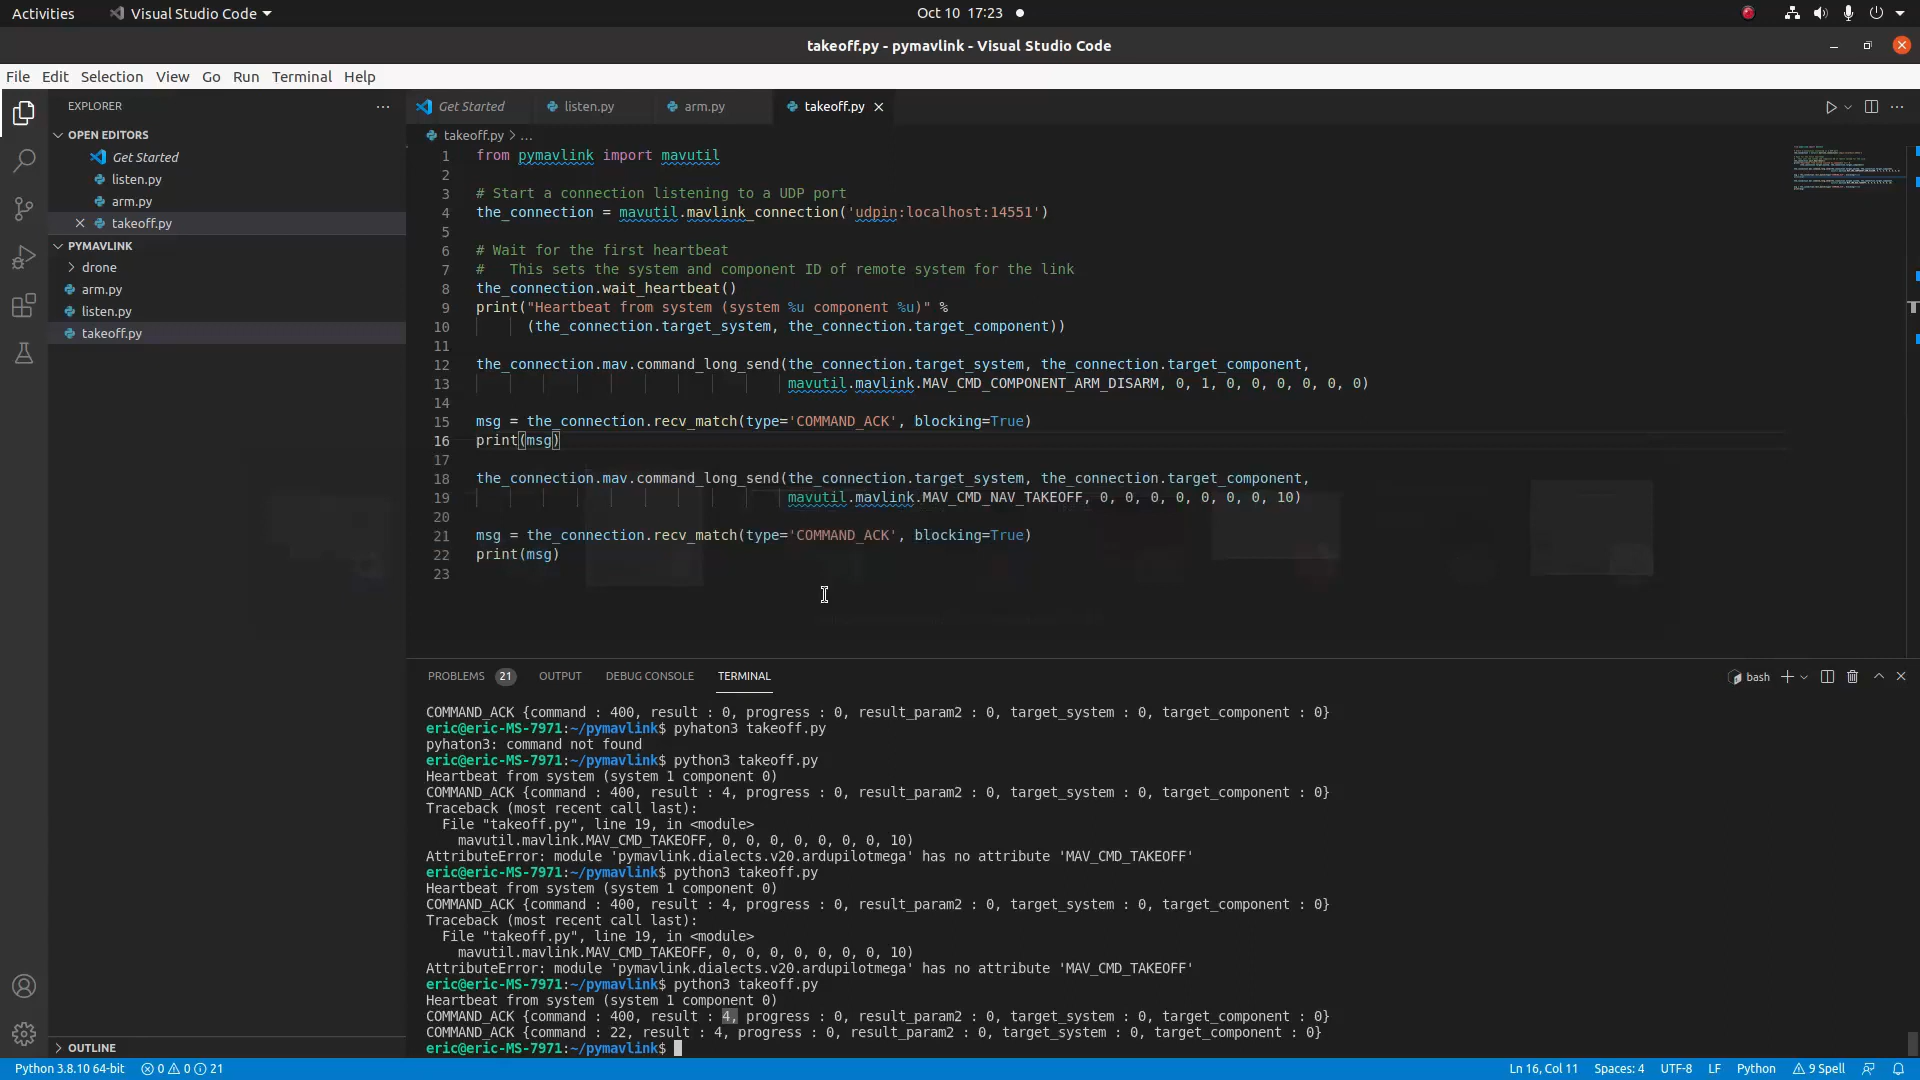 Activities
Visual Studio Code
Oct 10 17:23
takeoff.py - pymavlink - Visual Studio Code
File Edit Selection View Go Run Terminal Help
EXPLORER
OPEN EDITORS
Get Started
listen.py
arm.py
takeoff.py
PYMAVLINK
drone
arm.py
listen.py
takeoff.py
OUTLINE
Get Started
listen.py
arm.py
takeoff.py
takeoff.py > ...
1 from pymavlink import mavutil
2
3 # Start a connection listening to a UDP port
4 the_connection = mavutil.mavlink_connection('udpin:localhost:14551')
5
6 # Wait for the first heartbeat
7 #   This sets the system and component ID of remote system for the link
8 the_connection.wait_heartbeat()
9 print("Heartbeat from system (system %u component %u)" %
10 (the_connection.target_system, the_connection.target_component))
11
12 the_connection.mav.command_long_send(the_connection.target_system, the_connection.target_component,
13 mavutil.mavlink.MAV_CMD_COMPONENT_ARM_DISARM, 0, 1, 0, 0, 0, 0, 0, 0)
14
15 msg = the_connection.recv_match(type='COMMAND_ACK', blocking=True)
16 print(msg)
17
18 the_connection.mav.command_long_send(the_connection.target_system, the_connection.target_component,
19 mavutil.mavlink.MAV_CMD_NAV_TAKEOFF, 0, 0, 0, 0, 0, 0, 0, 10)
20
21 msg = the_connection.recv_match(type='COMMAND_ACK', blocking=True)
22 print(msg)
23
PROBLEMS 21 OUTPUT DEBUG CONSOLE TERMINAL
bash
COMMAND_ACK {command : 400, result : 0, progress : 0, result_param2 : 0, target_system : 0, target_component : 0}
eric@eric-MS-7971:~/pymavlink$ pyhaton3 takeoff.py
pyhaton3: command not found
eric@eric-MS-7971:~/pymavlink$ python3 takeoff.py
Heartbeat from system (system 1 component 0)
COMMAND_ACK {command : 400, result : 4, progress : 0, result_param2 : 0, target_system : 0, target_component : 0}
Traceback (most recent call last):
File "takeoff.py", line 19, in <module>
mavutil.mavlink.MAV_CMD_TAKEOFF, 0, 0, 0, 0, 0, 0, 0, 10)
AttributeError: module 'pymavlink.dialects.v20.ardupilotmega' has no attribute 'MAV_CMD_TAKEOFF'
eric@eric-MS-7971:~/pymavlink$ python3 takeoff.py
Heartbeat from system (system 1 component 0)
COMMAND_ACK {command : 400, result : 4, progress : 0, result_param2 : 0, target_system : 0, target_component : 0}
Traceback (most recent call last):
File "takeoff.py", line 19, in <module>
mavutil.mavlink.MAV_CMD_TAKEOFF, 0, 0, 0, 0, 0, 0, 0, 10)
AttributeError: module 'pymavlink.dialects.v20.ardupilotmega' has no attribute 'MAV_CMD_TAKEOFF'
eric@eric-MS-7971:~/pymavlink$ python3 takeoff.py
Heartbeat from system (system 1 component 0)
COMMAND_ACK {command : 400, result : 4, progress : 0, result_param2 : 0, target_system : 0, target_component : 0}
COMMAND_ACK {command : 22, result : 4, progress : 0, result_param2 : 0, target_system : 0, target_component : 0}
eric@eric-MS-7971:~/pymavlink$
Python 3.8.10 64-bit 0 0 21 Ln 16, Col 11 Spaces: 4 UTF-8 LF Python 9 Spell